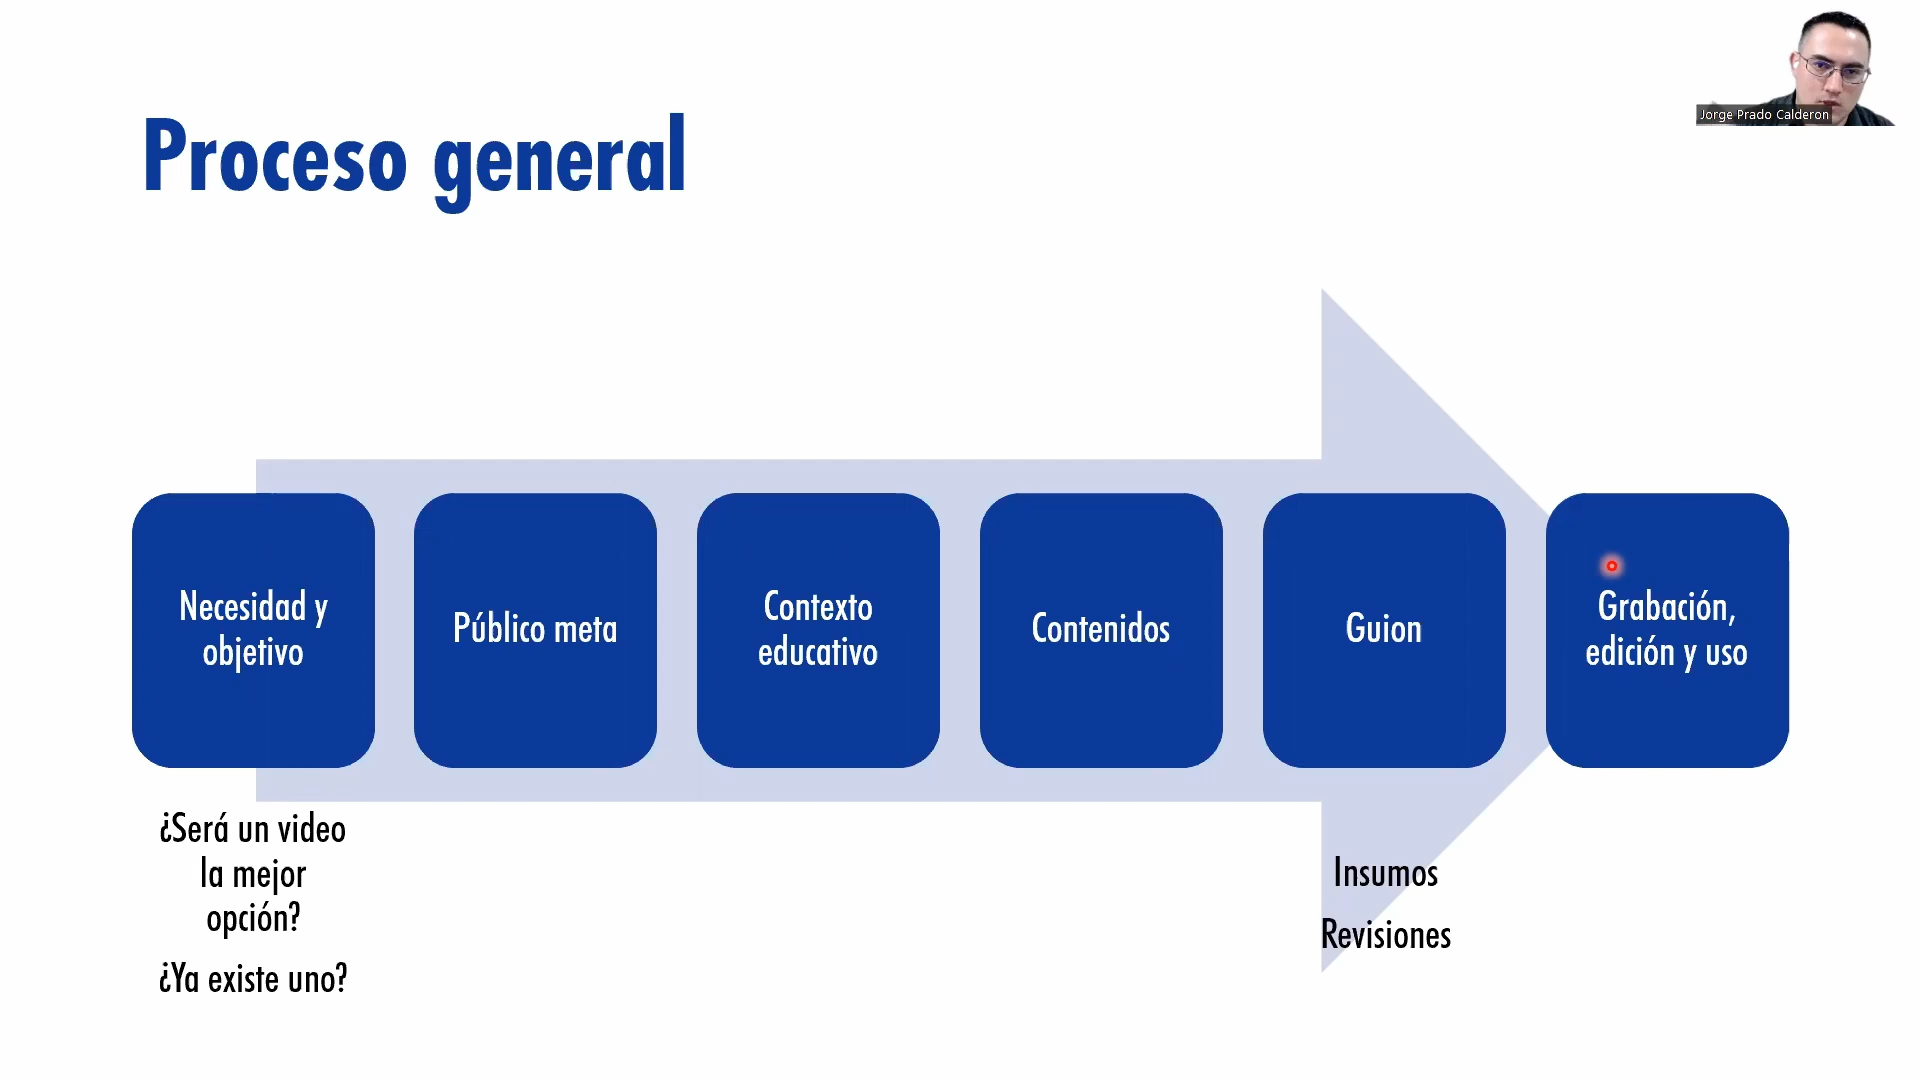 Jorge Prado Calderon
Proceso general
Necesidad y
objetivo
Público meta
Contexto
educativo
Contenidos
Guion
Grabación,
edición y uso
¿Será un video
la mejor
opción?
¿Ya existe uno?
Insumos
Revisiones